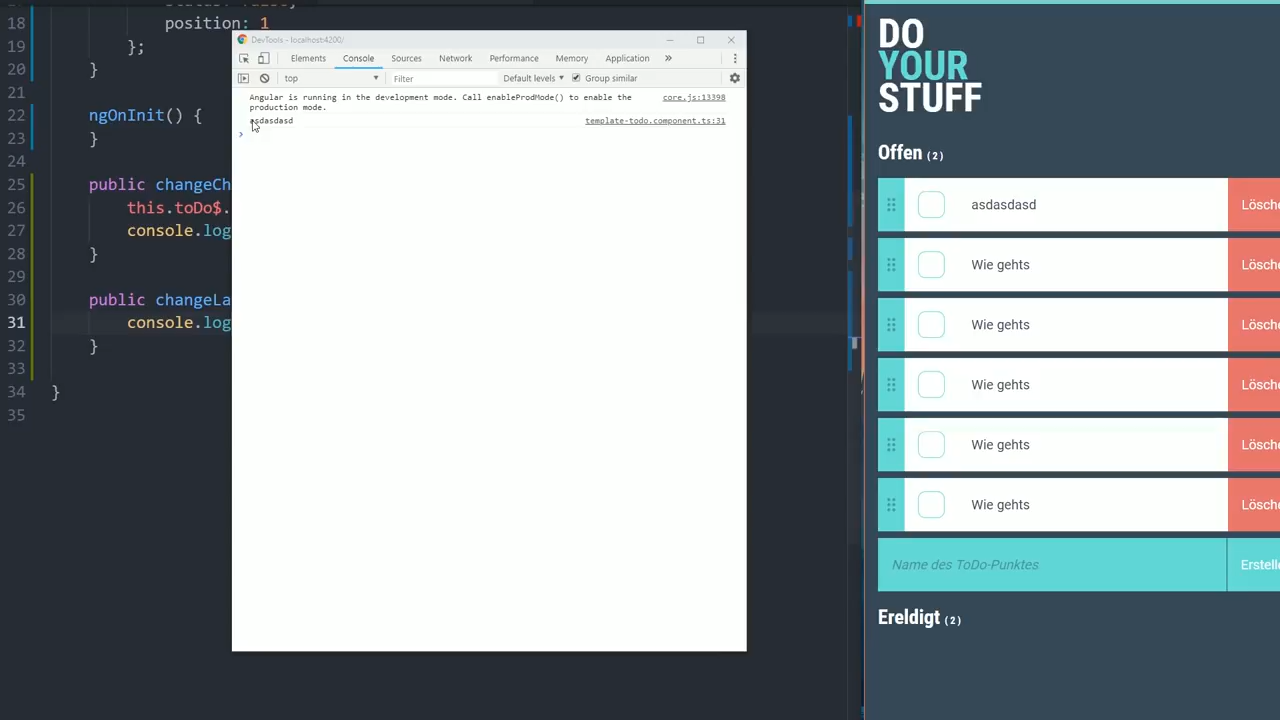 17 status: false,
18 position: 1
19 };
20 }
21
22 ngOnInit() {
23 }
24
25 public changeCh
26 this.toDo$.
27 console.log
28 }
29
30 public changeLa
31 console.log
32 }
33
34 }
35
DevTools - localhost:4200/
Elements Console Sources Network Performance Memory Application »
top Filter Default levels Group similar
Angular is running in the development mode. Call enableProdMode() to enable the core.js:13398
production mode.
asdasdasd template-todo.component.ts:31
›
DO
YOUR
STUFF
Offen (2)
asdasdasd Lösche
Wie gehts Lösche
Wie gehts Lösche
Wie gehts Lösche
Wie gehts Lösche
Wie gehts Lösche
Name des ToDo-Punktes Erstelle
Ereldigt (2)